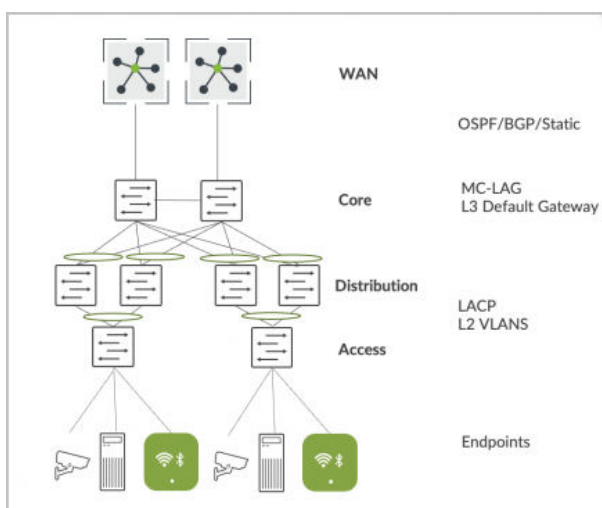 WAN
OSPF/BGP/Static
Core
MC-LAG
L3 Default Gateway
Distribution
LACP
L2 VLANS
Access
Endpoints